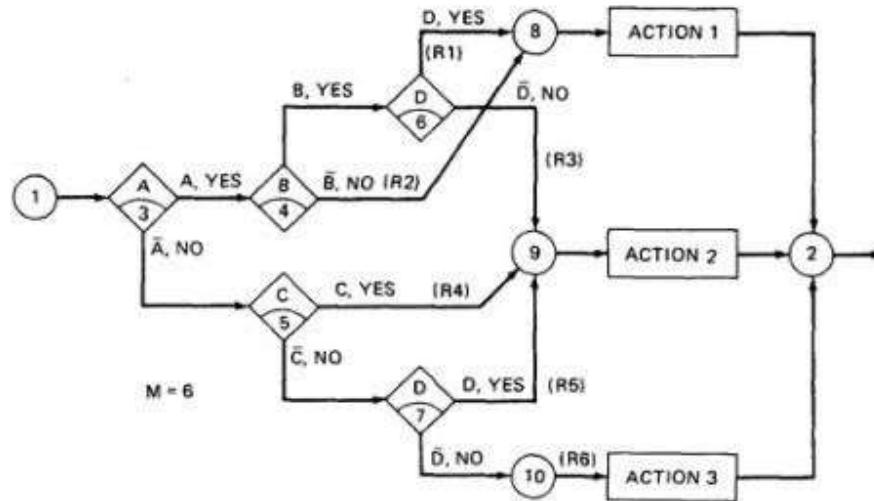 D, YES
8
ACTION 1
(R1)
B, YES
D
6
D̄, NO
(R3)
1
A
3
A, YES
B
4
B̄, NO (R2)
Ā, NO
9
ACTION 2
2
C
5
C, YES
(R4)
C̄, NO
M = 6
D
7
D, YES
(R5)
D̄, NO
10
(R6)
ACTION 3